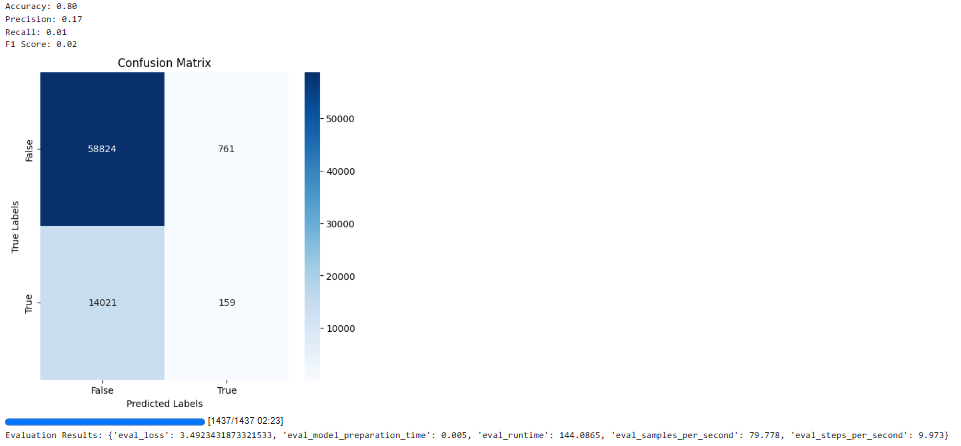 Accuracy: 0.80
Precision: 0.17
Recall: 0.01
F1 Score: 0.02
Confusion Matrix
58824
761
14021
159
False
True
True Labels
False
True
Predicted Labels
50000
40000
30000
20000
10000
[1437/1437 02:23]
Evaluation Results: {'eval_loss': 3.4923431873321533, 'eval_model_preparation_time': 0.005, 'eval_runtime': 144.0865, 'eval_samples_per_second': 79.778, 'eval_steps_per_second': 9.973}